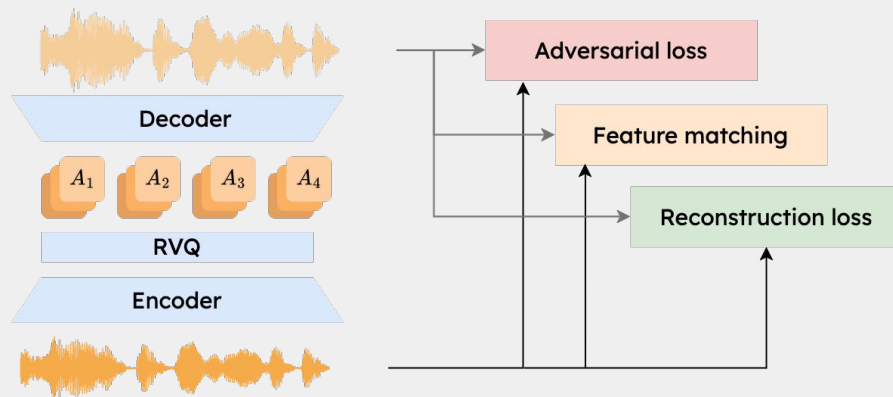 Adversarial loss
Decoder
Feature matching
A₁ A₂ A₃ A₄
Reconstruction loss
RVQ
Encoder